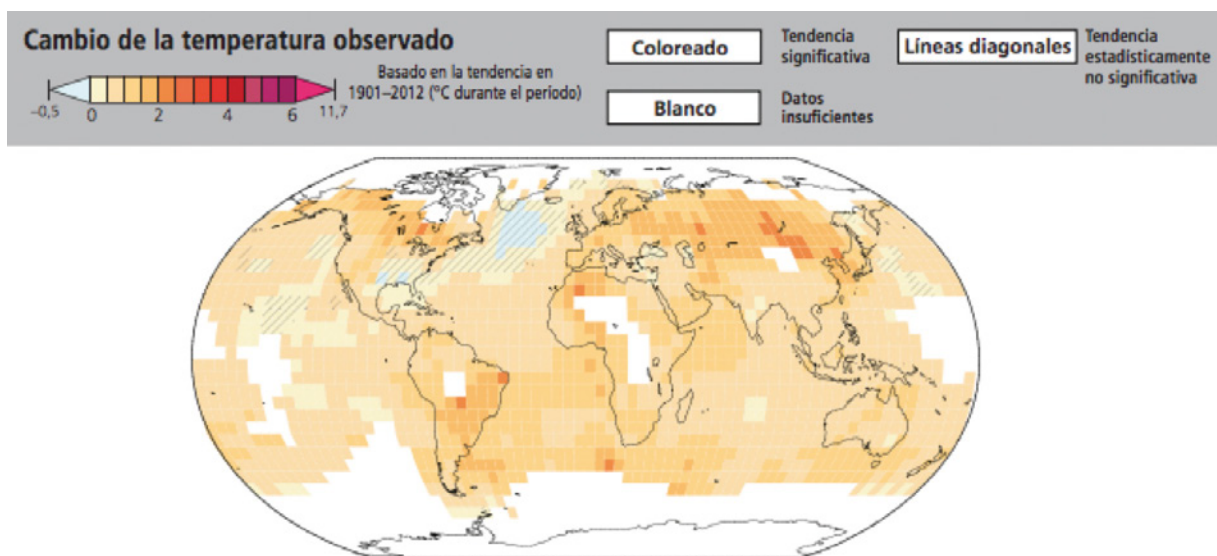 Cambio de la temperatura observado
Basado en la tendencia en
1901–2012 (°C durante el periodo)
–0,5 0 2 4 6 11,7
Coloreado
Tendencia
significativa
Blanco
Datos
insuficientes
Líneas diagonales
Tendencia
estadísticamente
no significativa